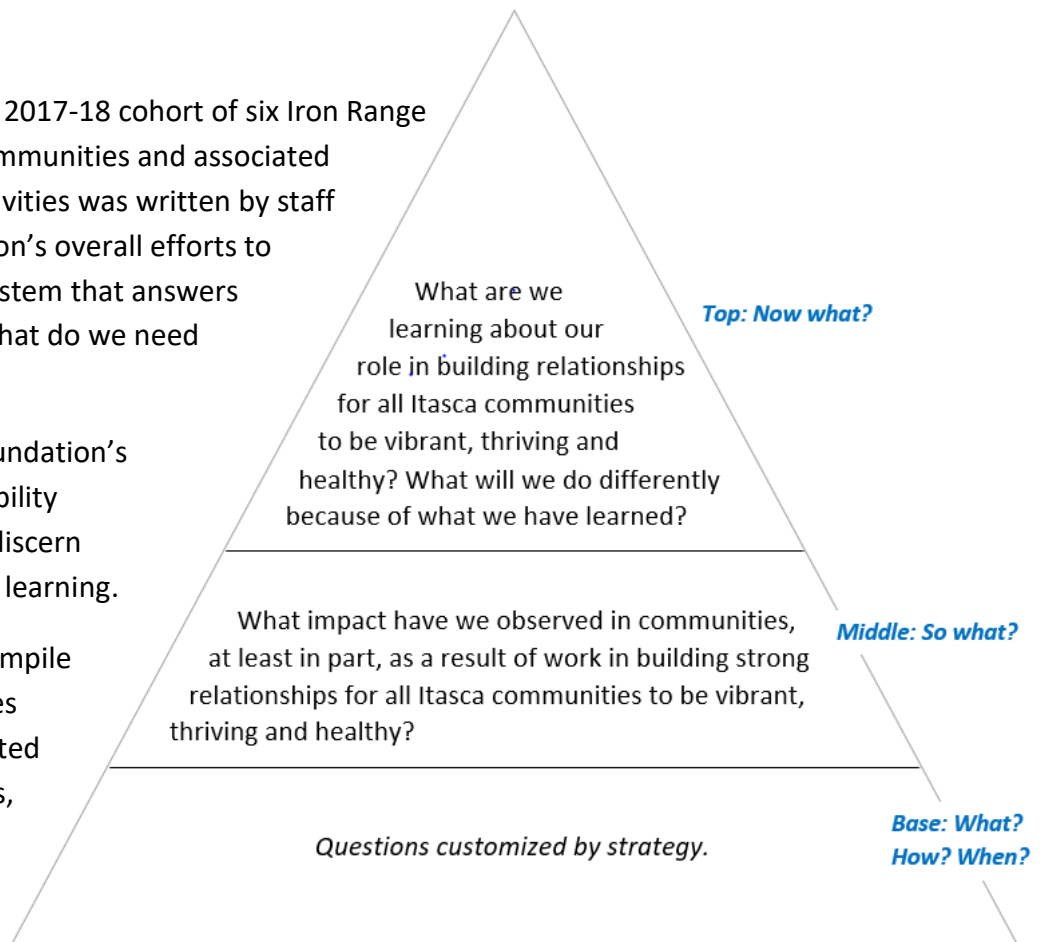 2017-18 cohort of six Iron Range
mmunities and associated
vities was written by staff
on's overall efforts to
stem that answers
hat do we need
undation's
bility
discern
learning.
mpile
es
ted
s,
What are we
learning about our
role in building relationships
for all Itasca communities
to be vibrant, thriving and
healthy? What will we do differently
because of what we have learned?
Top: Now what?
What impact have we observed in communities,
at least in part, as a result of work in building strong
relationships for all Itasca communities to be vibrant,
thriving and healthy?
Middle: So what?
Questions customized by strategy.
Base: What?
How? When?